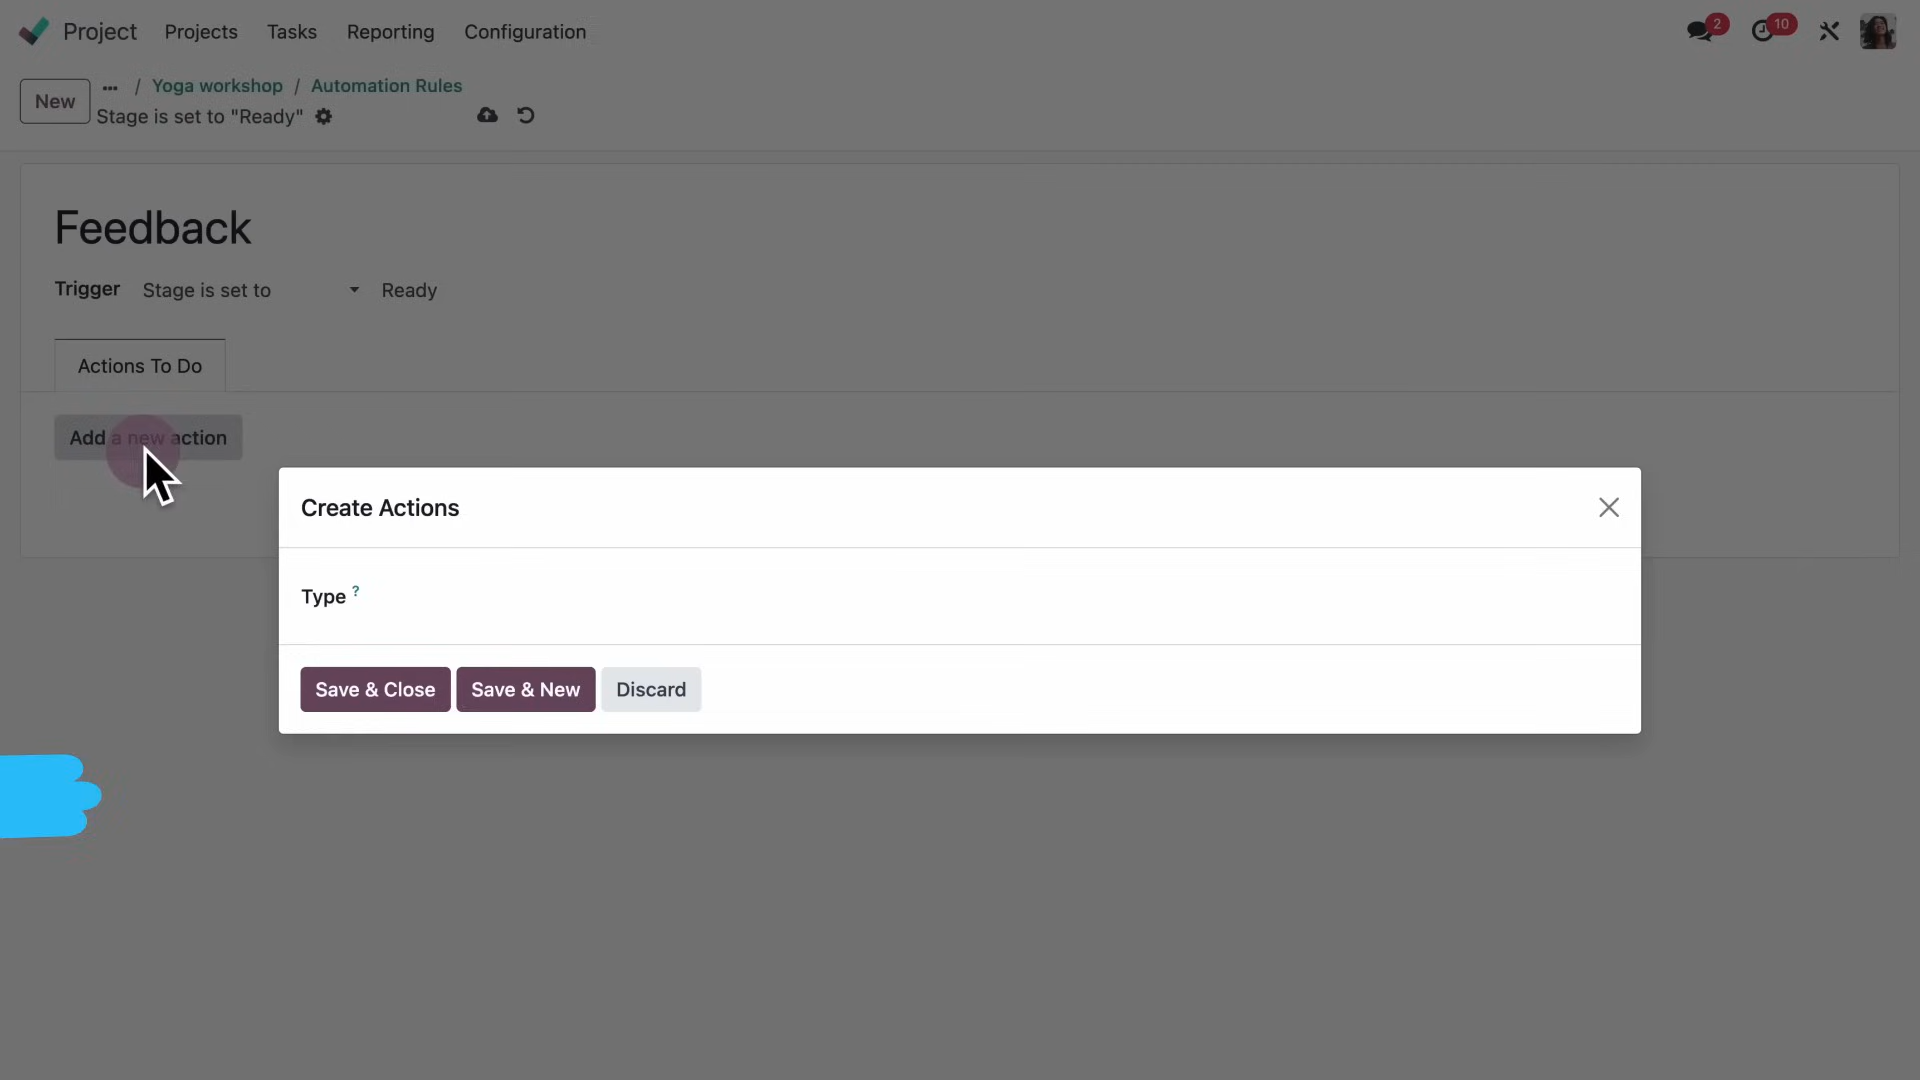 Project Projects Tasks Reporting Configuration 2 10
New ... / Yoga workshop / Automation Rules
Stage is set to "Ready"
Feedback
Trigger Stage is set to Ready
Actions To Do
Add a new action
Create Actions
Type ?
Save & Close Save & New Discard